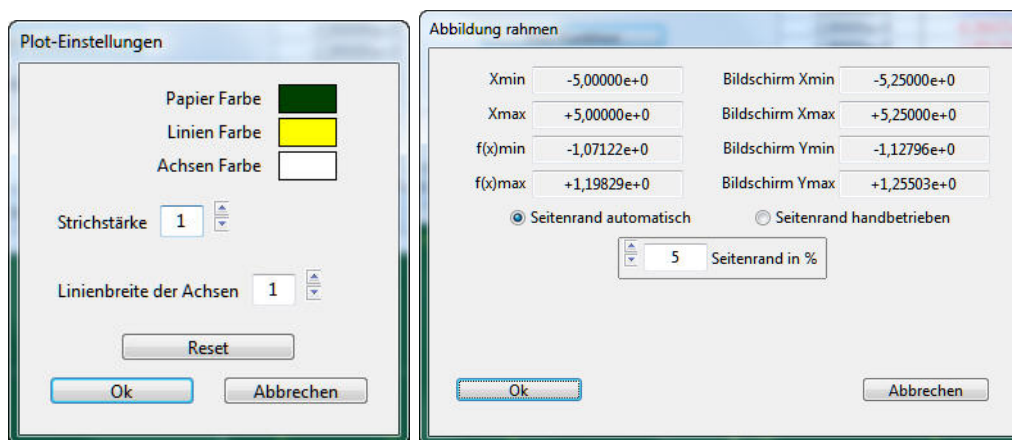 Plot-Einstellungen
Papier Farbe
Linien Farbe
Achsen Farbe
Strichstärke 1
Linienbreite der Achsen 1
Reset
Ok Abbrechen
Abbildung rahmen
Xmin -5,00000e+0 Bildschirm Xmin -5,25000e+0
Xmax +5,00000e+0 Bildschirm Xmax +5,25000e+0
f(x)min -1,07122e+0 Bildschirm Ymin -1,12796e+0
f(x)max +1,19829e+0 Bildschirm Ymax +1,25503e+0
Seitenrand automatisch Seitenrand handbetrieben
5 Seitenrand in %
Ok Abbrechen